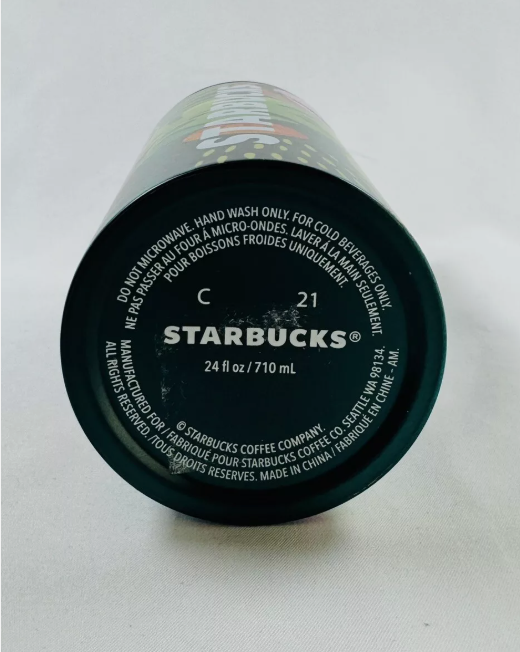 STARBUCKS
DO NOT MICROWAVE. HAND WASH ONLY. FOR COLD BEVERAGES ONLY.
NE PAS PASSER AU FOUR Á MICRO-ONDES. LAVER Á LA MAIN SEULEMENT.
POUR BOISSONS FROIDES UNIQUEMENT.
C 21
STARBUCKS®
24 fl oz / 710 mL
© STARBUCKS COFFEE COMPANY.
MANUFACTURED FOR / FABRIQUÉ POUR STARBUCKS COFFEE CO. SEATTLE WA 98134.
ALL RIGHTS RESERVED. /TOUS DROITS RESERVES. MADE IN CHINA / FABRIQUÉ EN CHINE - AM.